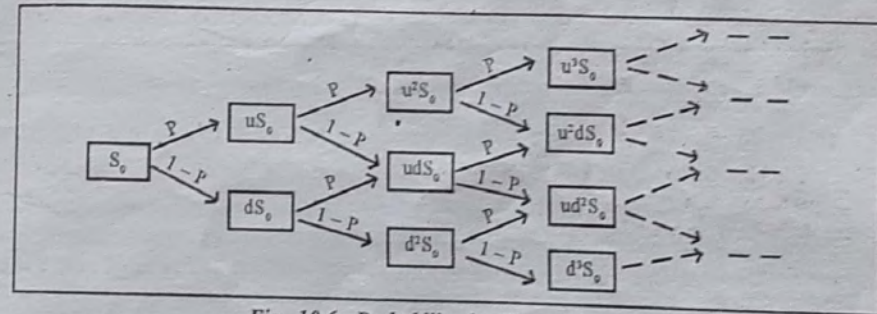 u³S₀
P
u²S₀
P 1-P
uS₀ u²dS₀
P 1-P P
S₀ udS₀
1-P P 1-P
dS₀ ud²S₀
1-P P
d²S₀
1-P
d³S₀